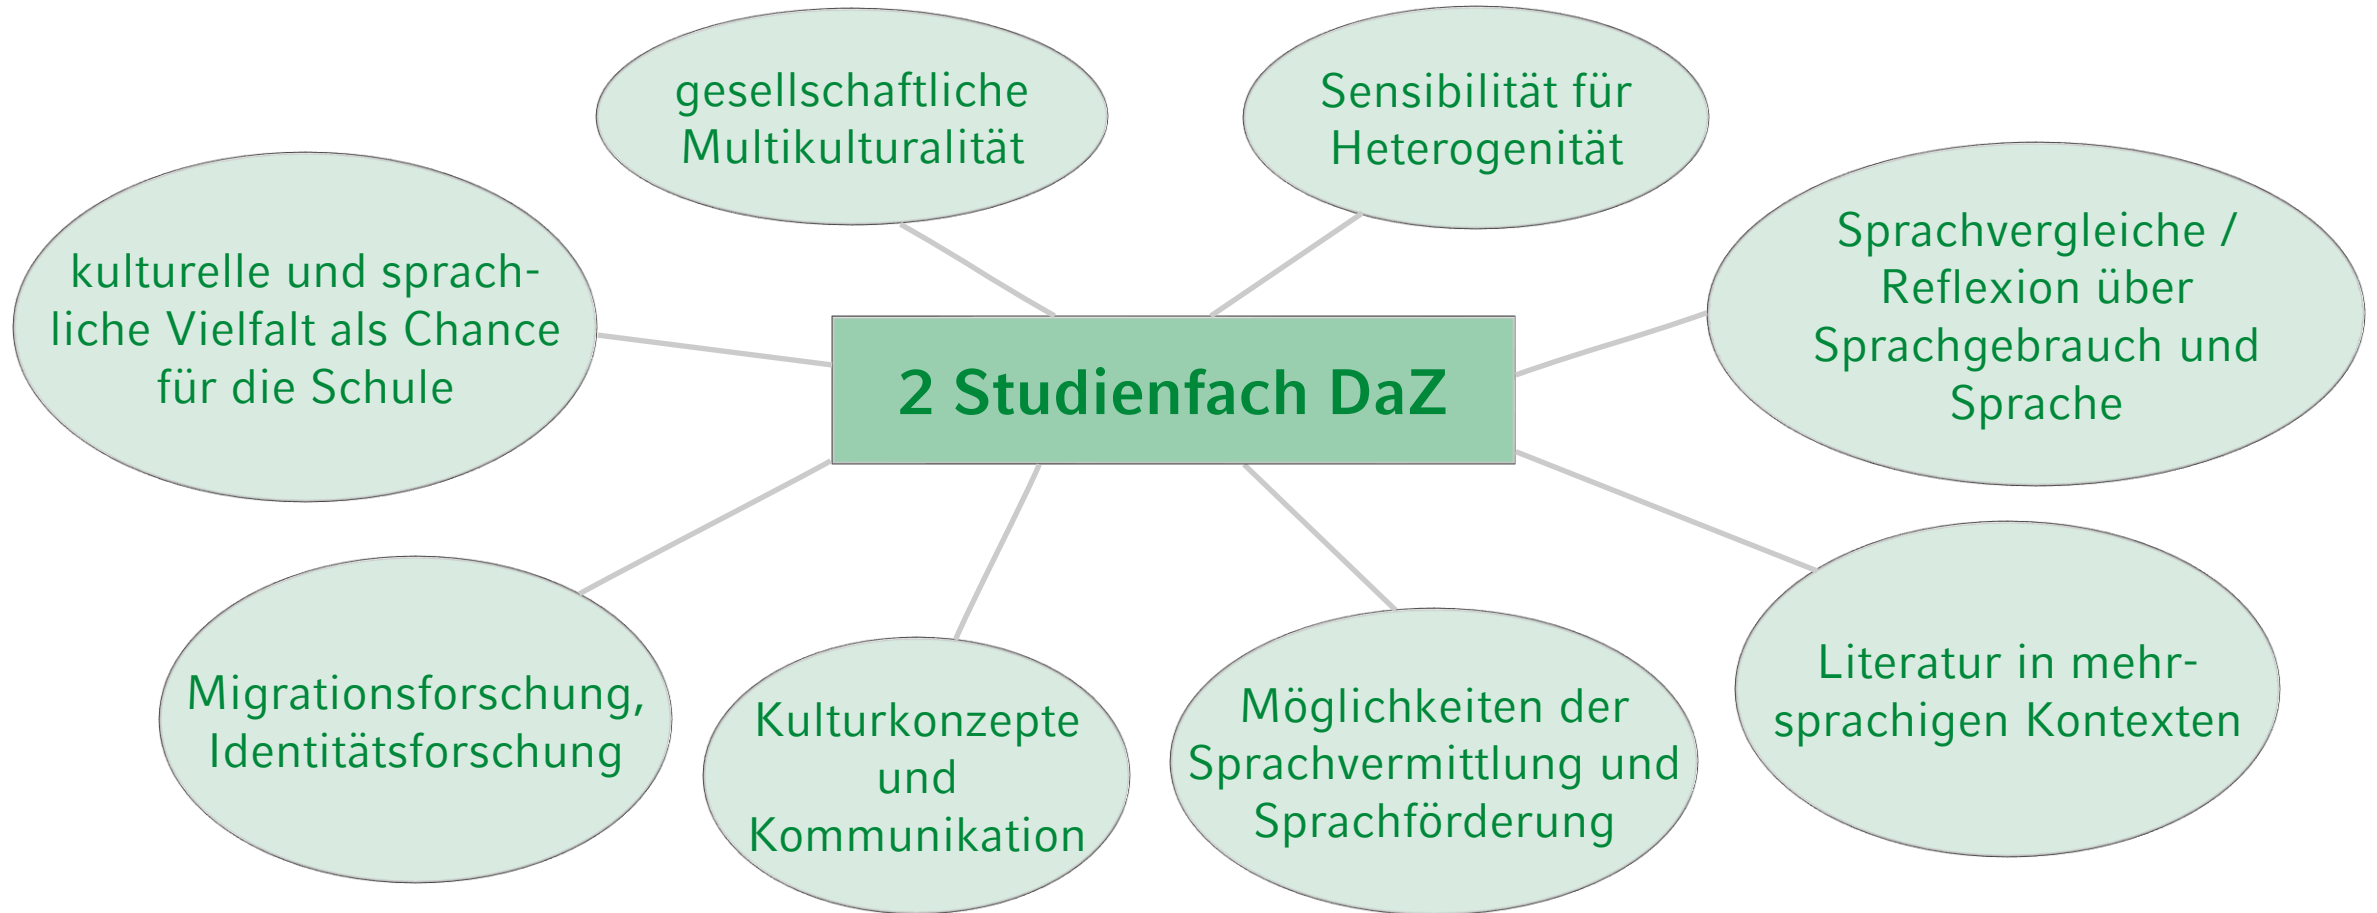 gesellschaftliche
Multikulturalität
Sensibilität für
Heterogenität
kulturelle und sprach-
liche Vielfalt als Chance
für die Schule
Sprachvergleiche /
Reflexion über
Sprachgebrauch und
Sprache
2 Studienfach DaZ
Migrationsforschung,
Identitätsforschung
Kulturkonzepte
und
Kommunikation
Möglichkeiten der
Sprachvermittlung und
Sprachförderung
Literatur in mehr-
sprachigen Kontexten